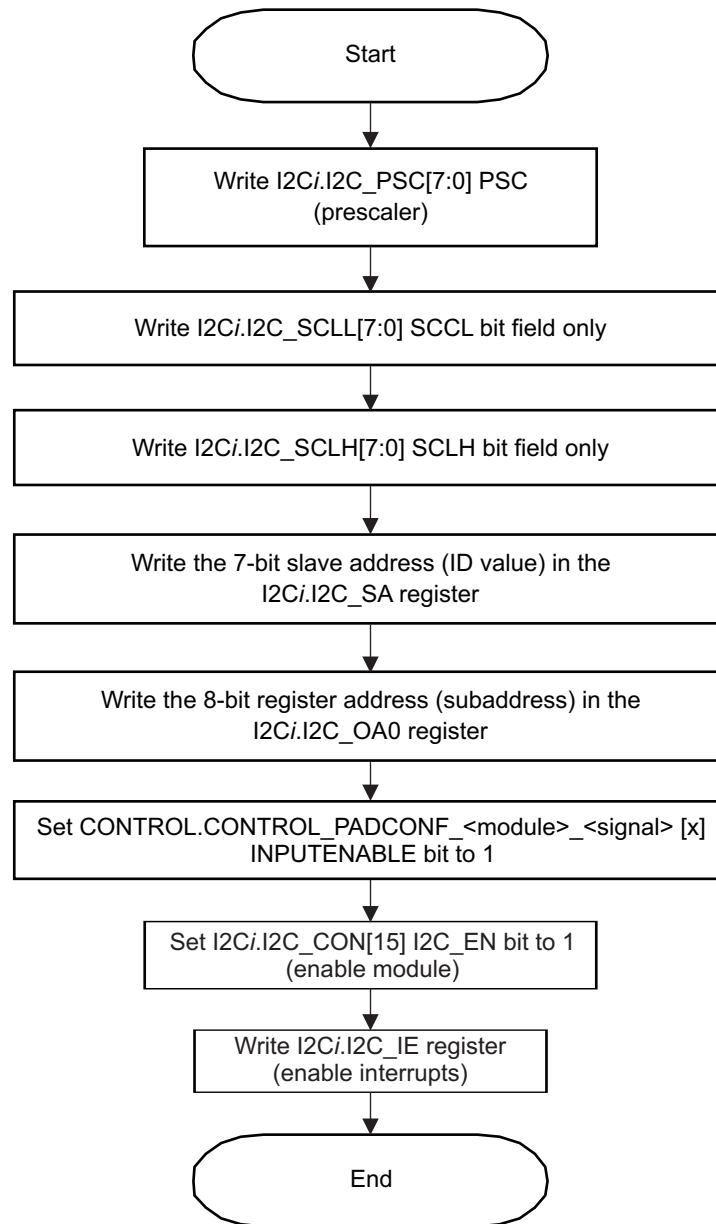 Start
Write I2Ci.I2C_PSC[7:0] PSC
(prescaler)
Write I2Ci.I2C_SCLL[7:0] SCCL bit field only
Write I2Ci.I2C_SCLH[7:0] SCLH bit field only
Write the 7-bit slave address (ID value) in the
I2Ci.I2C_SA register
Write the 8-bit register address (subaddress) in the
I2Ci.I2C_OA0 register
Set CONTROL.CONTROL_PADCONF_<module>_<signal> [x]
INPUTENABLE bit to 1
Set I2Ci.I2C_CON[15] I2C_EN bit to 1
(enable module)
Write I2Ci.I2C_IE register
(enable interrupts)
End